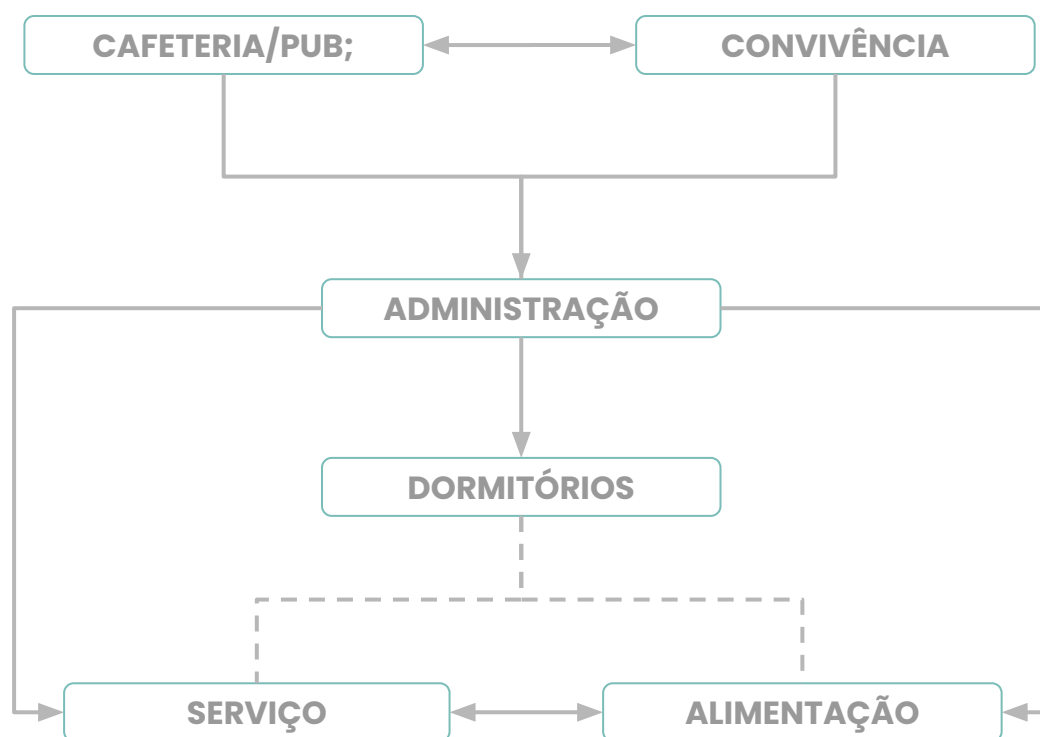 CAFETERIA/PUB;
CONVIVÊNCIA
ADMINISTRAÇÃO
DORMITÓRIOS
SERVIÇO
ALIMENTAÇÃO